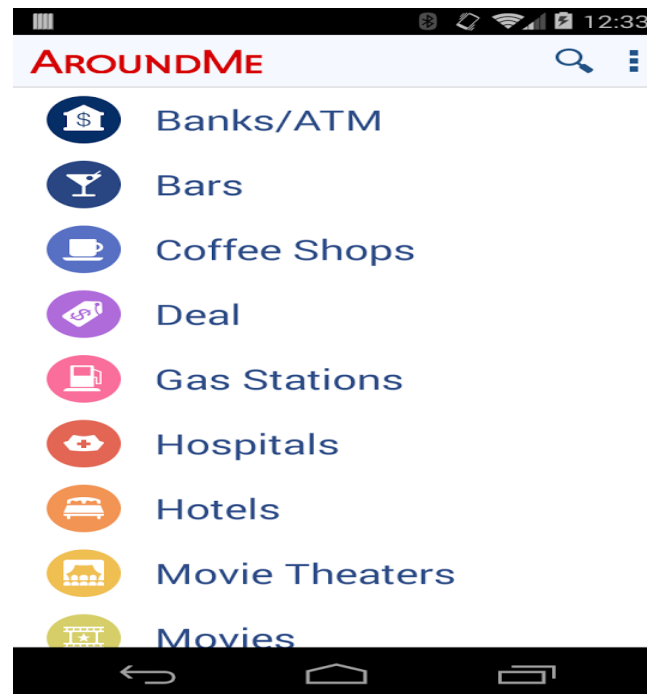 12:33
AROUNDME
Banks/ATM
Bars
Coffee Shops
Deal
Gas Stations
Hospitals
Hotels
Movie Theaters
Movies